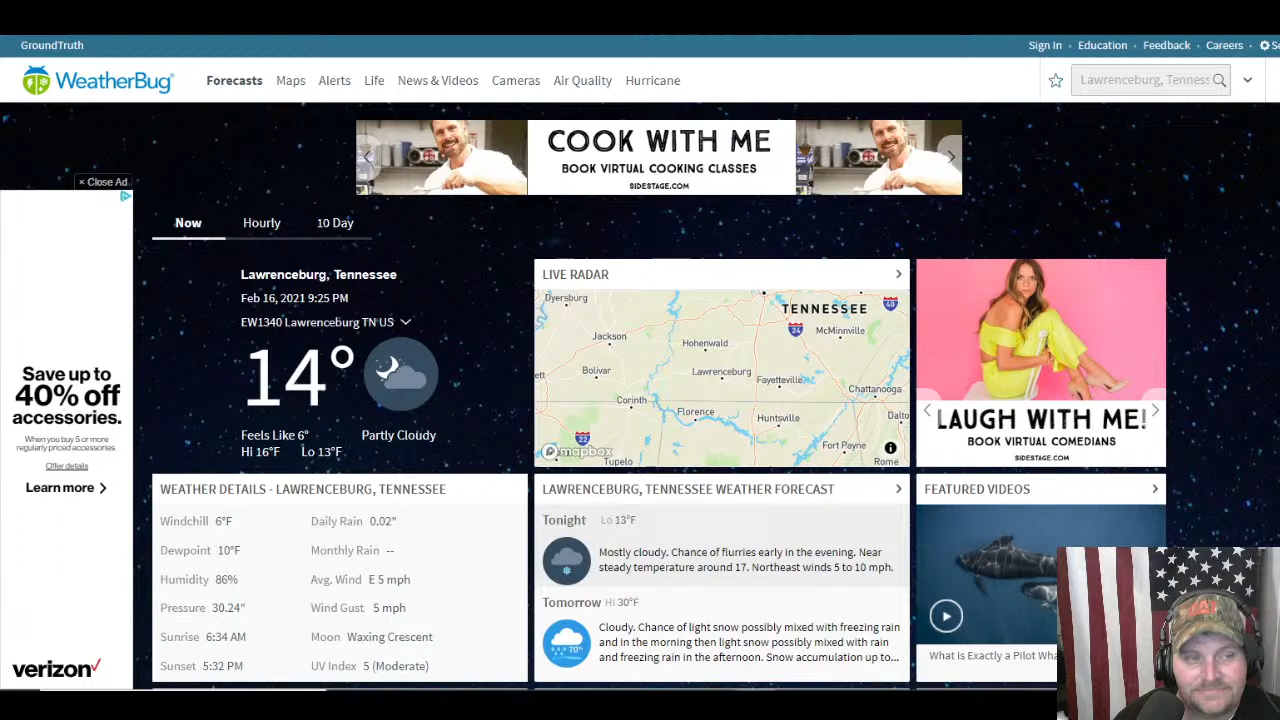 GroundTruth
Sign In · Education · Feedback · Careers ·
WeatherBug
Forecasts Maps Alerts Life News & Videos Cameras Air Quality Hurricane
Lawrenceburg, Tenness
COOK WITH ME
BOOK VIRTUAL COOKING CLASSES
SIDESTAGE.COM
× Close Ad
Save up to
40% off
accessories.
When you buy 5 or more
regularly priced accessories.
Offer details
Learn more
verizon
Now Hourly 10 Day
Lawrenceburg, Tennessee
Feb 16, 2021 9:25 PM
EW1340 Lawrenceburg TN US
14°
Feels Like 6° Partly Cloudy
Hi 16°F Lo 13°F
LIVE RADAR
Dyersburg
TENNESSEE
40
24
McMinnville
Jackson
Hohenwald
Bolivar
Lawrenceburg
Fayetteville
ett
Chattanooga
Corinth
Florence
Huntsville
Dalto
22
Fort Payne
mapbox
Tupelo
Rome
LAUGH WITH ME!
BOOK VIRTUAL COMEDIANS
SIDESTAGE.COM
WEATHER DETAILS - LAWRENCEBURG, TENNESSEE
Windchill 6°F Daily Rain 0.02"
Dewpoint 10°F Monthly Rain --
Humidity 86% Avg. Wind E 5 mph
Pressure 30.24" Wind Gust 5 mph
Sunrise 6:34 AM Moon Waxing Crescent
Sunset 5:32 PM UV Index 5 (Moderate)
LAWRENCEBURG, TENNESSEE WEATHER FORECAST
Tonight Lo 13°F
Mostly cloudy. Chance of flurries early in the evening. Near
steady temperature around 17. Northeast winds 5 to 10 mph.
Tomorrow Hi 30°F
70%
Cloudy. Chance of light snow possibly mixed with freezing rain
and in the morning then light snow possibly mixed with rain
and freezing rain in the afternoon. Snow accumulation up to...
FEATURED VIDEOS
What is Exactly a Pilot Wha